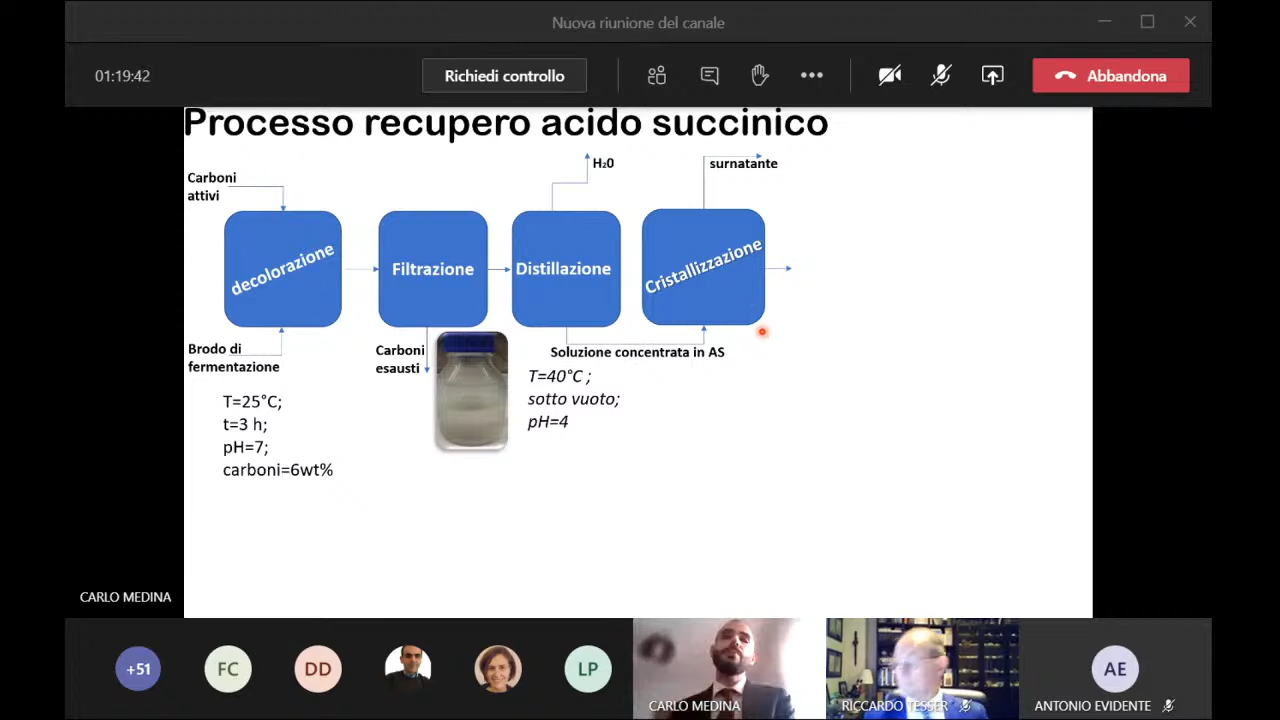 Nuova riunione del canale
01:19:42
Richiedi controllo
Abbandona
Processo recupero acido succinico
H₂0
surnatante
Carboni
attivi
decolorazione
Filtrazione
Distillazione
Cristallizzazione
Brodo di
fermentazione
Carboni
esausti
Soluzione concentrata in AS
T=40°C ;
sotto vuoto;
pH=4
T=25°C;
t=3 h;
pH=7;
carboni=6wt%
CARLO MEDINA
+51
FC
DD
LP
CARLO MEDINA
RICCARDO TESSER
AE
ANTONIO EVIDENTE